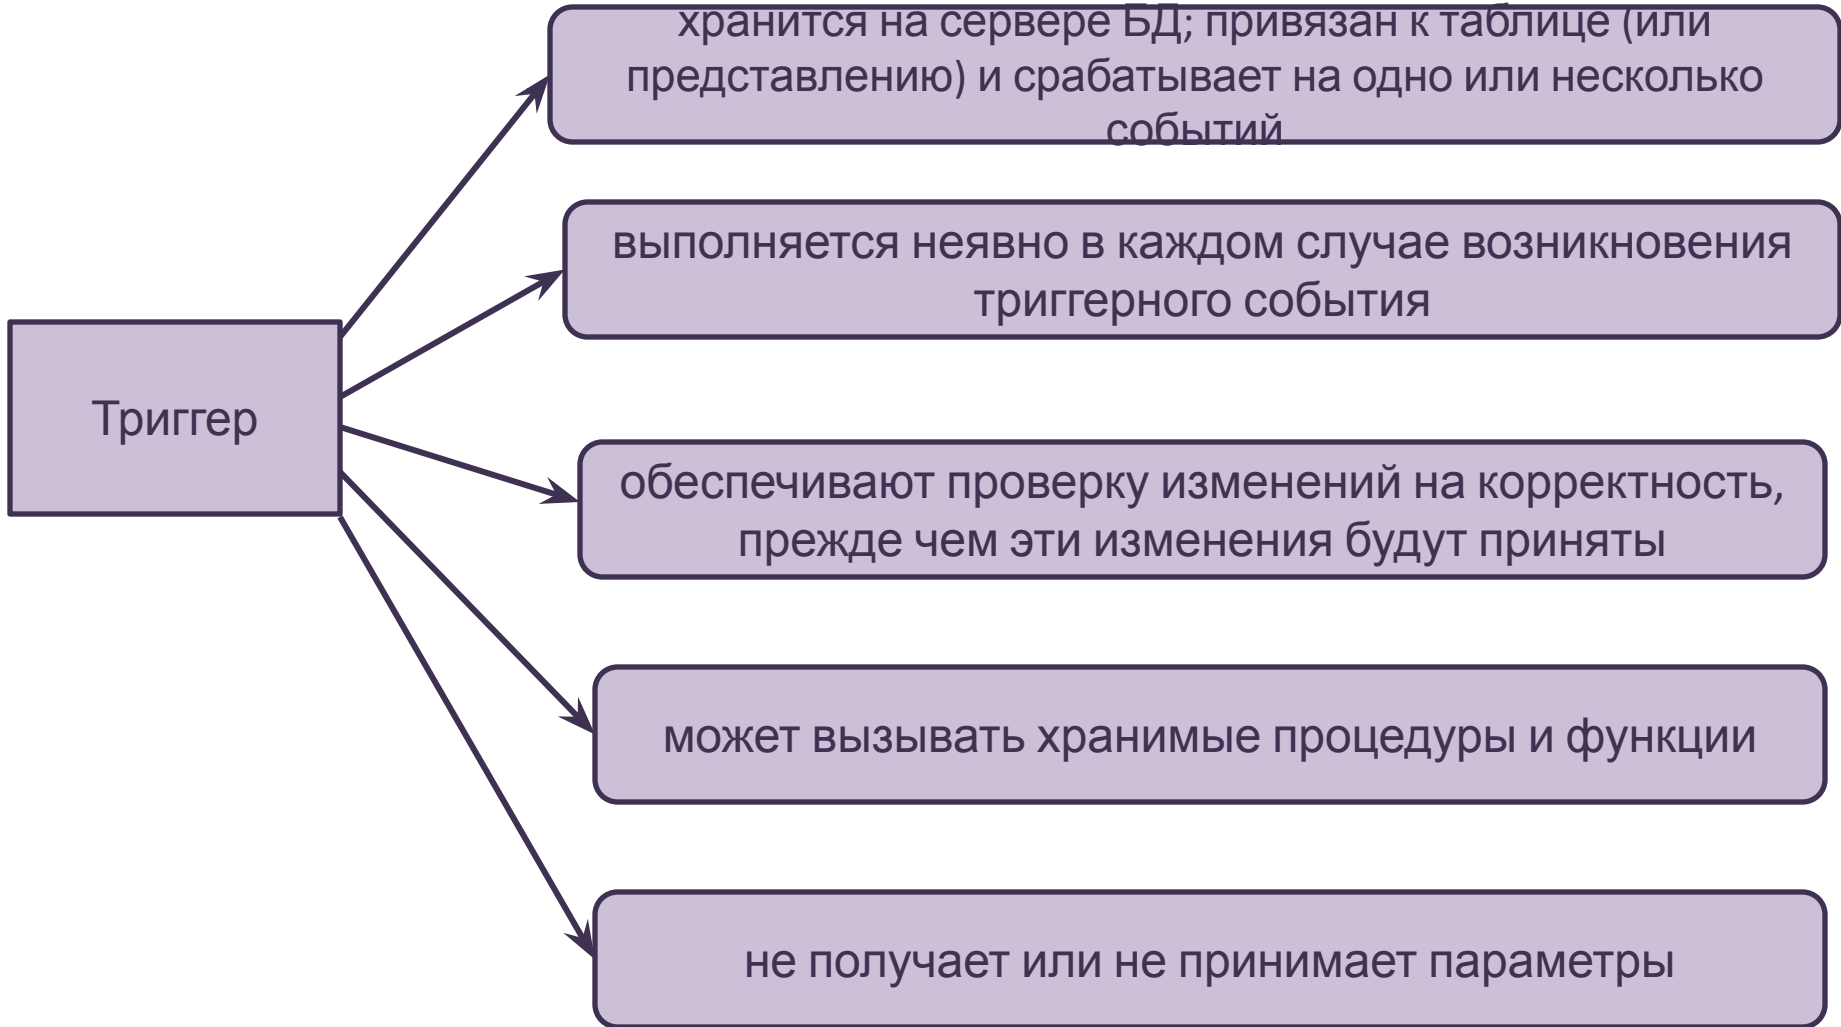 хранится на сервере БД; привязан к таблице (или
представлению) и срабатывает на одно или несколько
событий
выполняется неявно в каждом случае возникновения
триггерного события
Триггер
обеспечивают проверку изменений на корректность,
прежде чем эти изменения будут приняты
может вызывать хранимые процедуры и функции
не получает или не принимает параметры